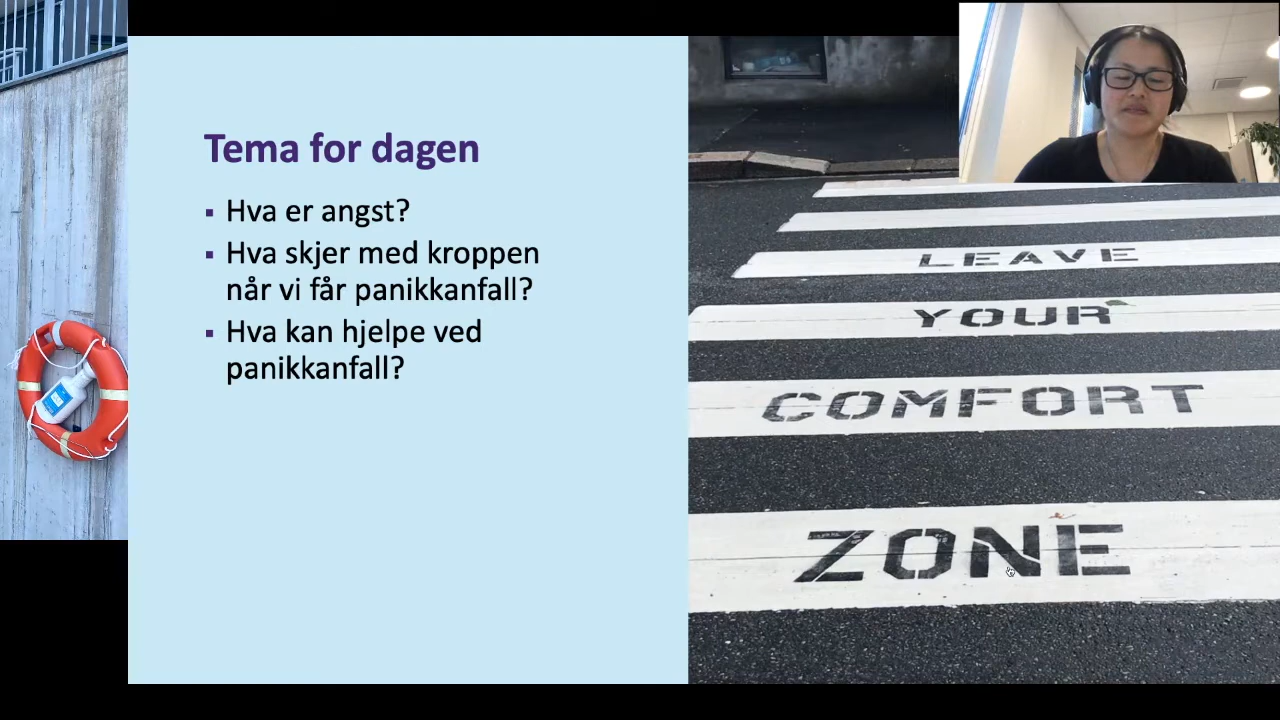 Tema for dagen
▪ Hva er angst?
▪ Hva skjer med kroppen
når vi får panikkanfall?
▪ Hva kan hjelpe ved
panikkanfall?
LEAVE
YOUR
COMFORT
ZONE